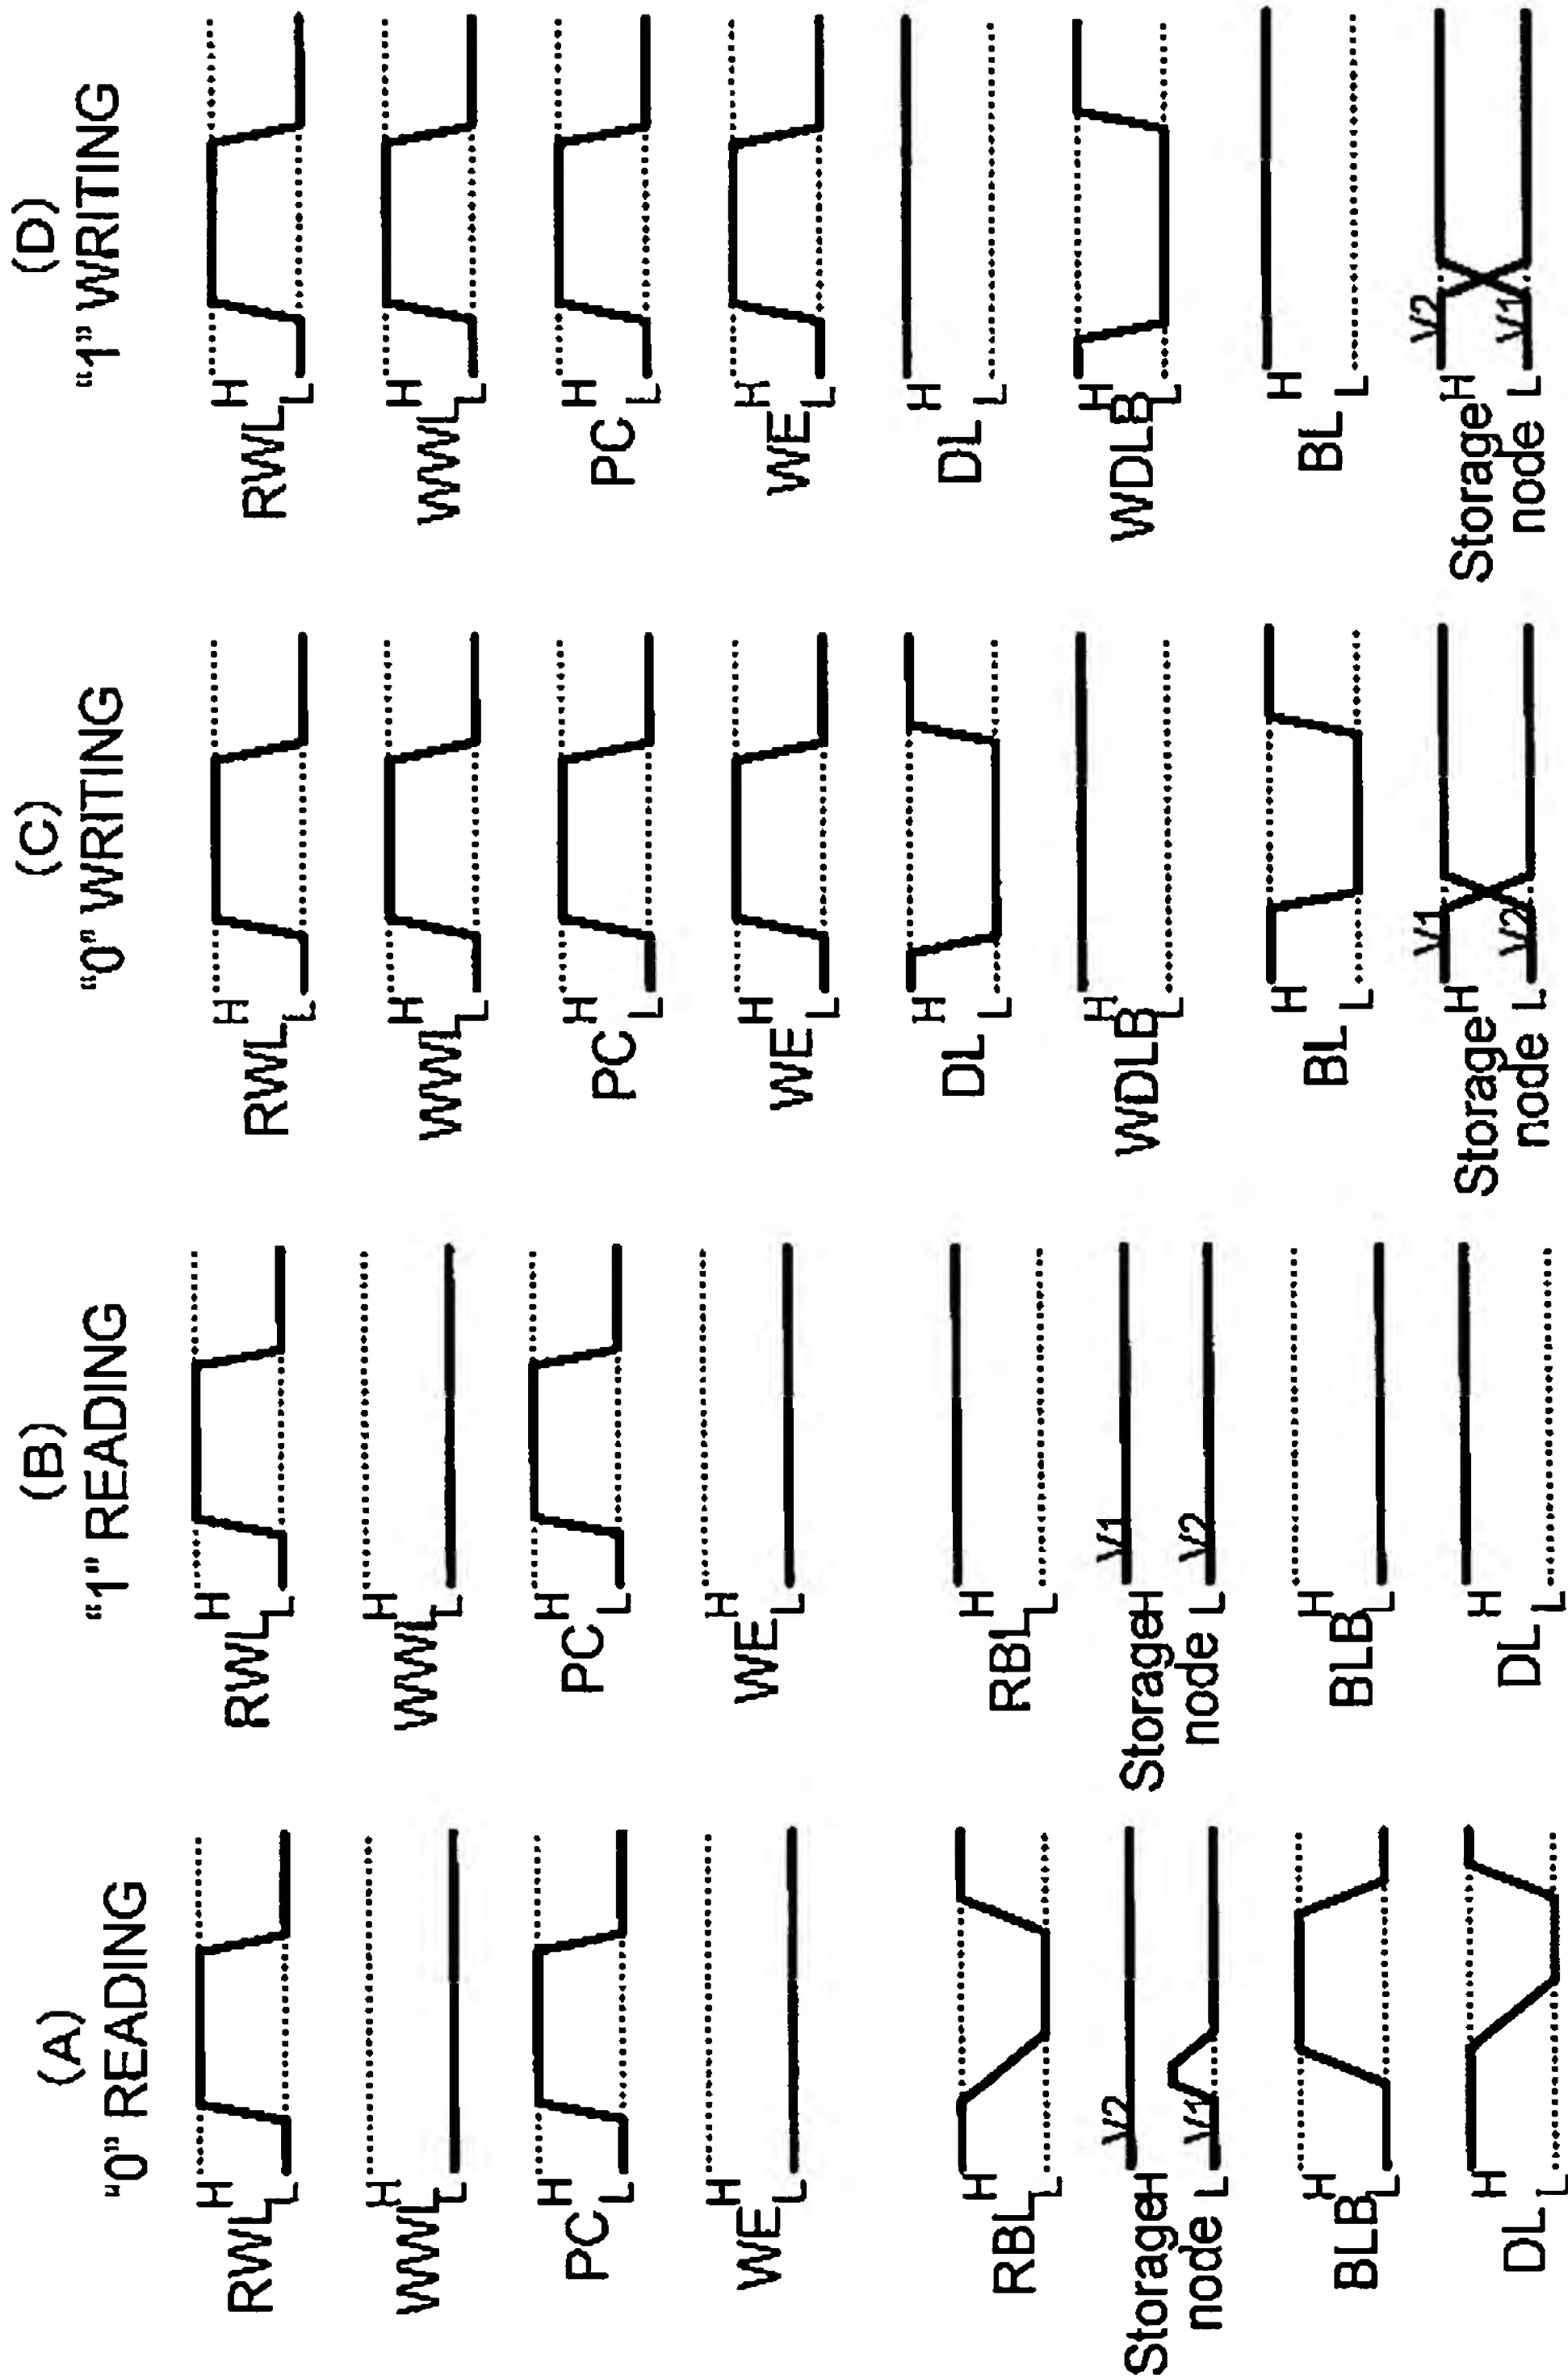 (A)
"0" READING
RWL H L
WWL H L
PC H L
WE H L
RBL H L
Storage H V2
node L V1
BLB H L
DL H L
(B)
"1" READING
RWL H L
WWL H L
PC H L
WE H L
RBL H L
Storage H V1
node L V2
BLB H L
DL H L
(C)
"0" WRITING
RWL H L
WWL H L
PC H L
WE H L
DL H L
WDLB H L
BL H L
Storage H V1
node L V2
(D)
"1" WRITING
RWL H L
WWL H L
PC H L
WE H L
DL H L
WDLB H L
BL H L
Storage H V2
node L V1